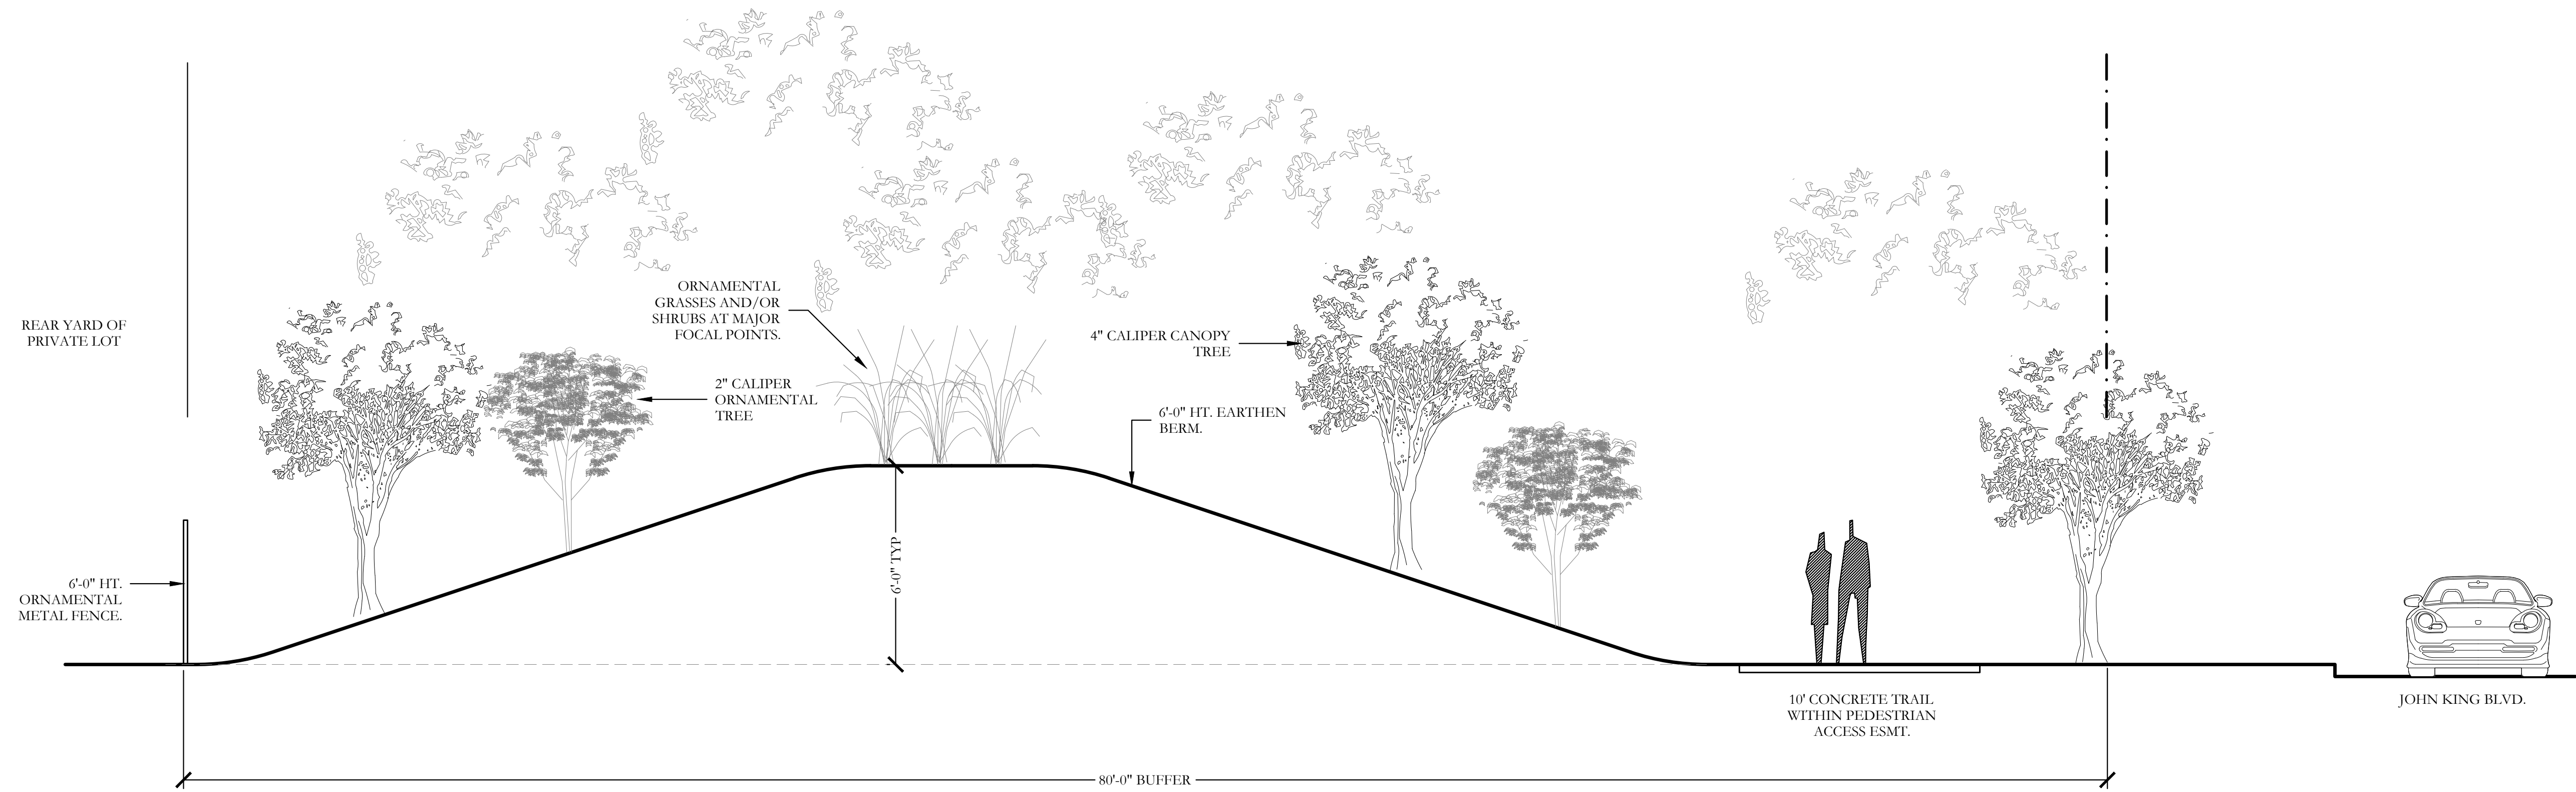 REAR YARD OF
PRIVATE LOT
6'-0" HT.
ORNAMENTAL
METAL FENCE.
ORNAMENTAL
GRASSES AND/OR
SHRUBS AT MAJOR
FOCAL POINTS.
2" CALIPER
ORNAMENTAL
TREE
6'-0" TYP
4" CALIPER CANOPY
TREE
6'-0" HT. EARTHEN
BERM.
10' CONCRETE TRAIL
WITHIN PEDESTRIAN
ACCESS ESMT.
JOHN KING BLVD.
80'-0" BUFFER